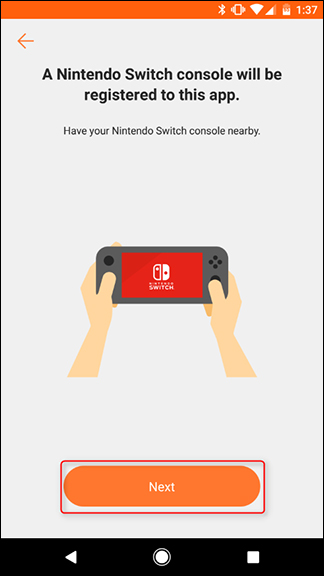 1:37
A Nintendo Switch console will be
registered to this app.
Have your Nintendo Switch console nearby.
NINTENDO
SWITCH
Next